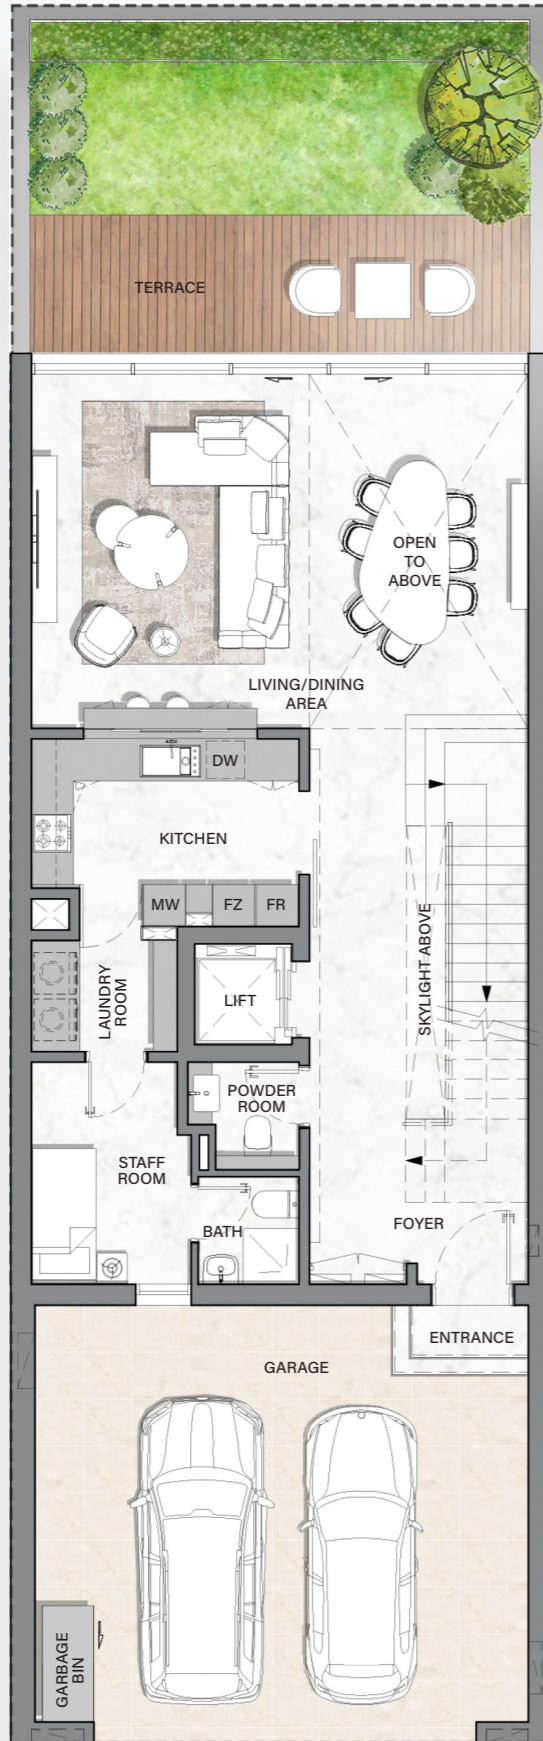 TERRACE
OPEN
TO
ABOVE
LIVING/DINING
AREA
DW
KITCHEN
MW
FZ
FR
LAUNDRY
ROOM
LIFT
SKYLIGHT ABOVE
POWDER
ROOM
STAFF
ROOM
BATH
FOYER
ENTRANCE
GARAGE
GARBAGE
BIN